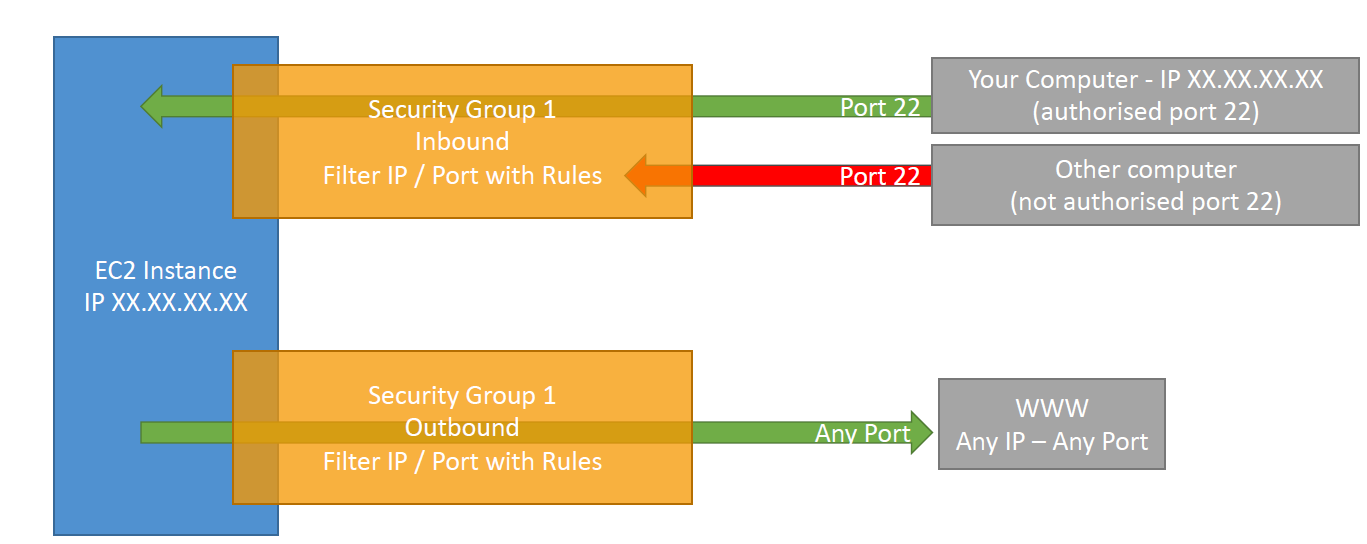 Your Computer - IP XX.XX.XX.XX
(authorised port 22)
Port 22
Security Group 1
Inbound
Filter IP / Port with Rules
Port 22
Other computer
(not authorised port 22)
EC2 Instance
IP XX.XX.XX.XX
Security Group 1
Outbound
Filter IP / Port with Rules
Any Port
WWW
Any IP – Any Port